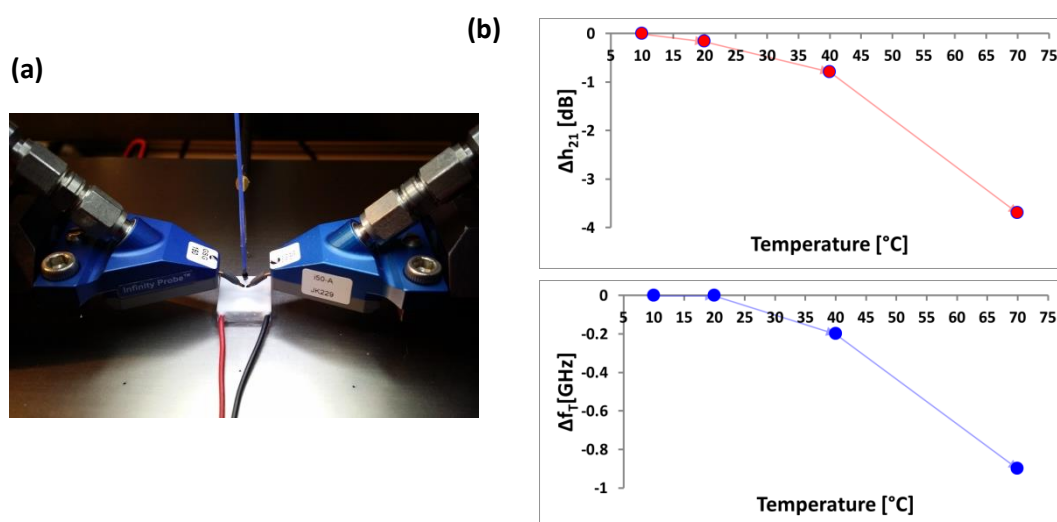 (a)
Infinity Probe™
i50-A
JK229
(b)
0
5 10 15 20 25 30 35 40 45 50 55 60 65 70 75
-1
-2
-3
-4
Δh21 [dB]
Temperature [°C]
0
5 10 15 20 25 30 35 40 45 50 55 60 65 70 75
-0.2
-0.4
-0.6
-0.8
-1
ΔfT[GHz]
Temperature [°C]